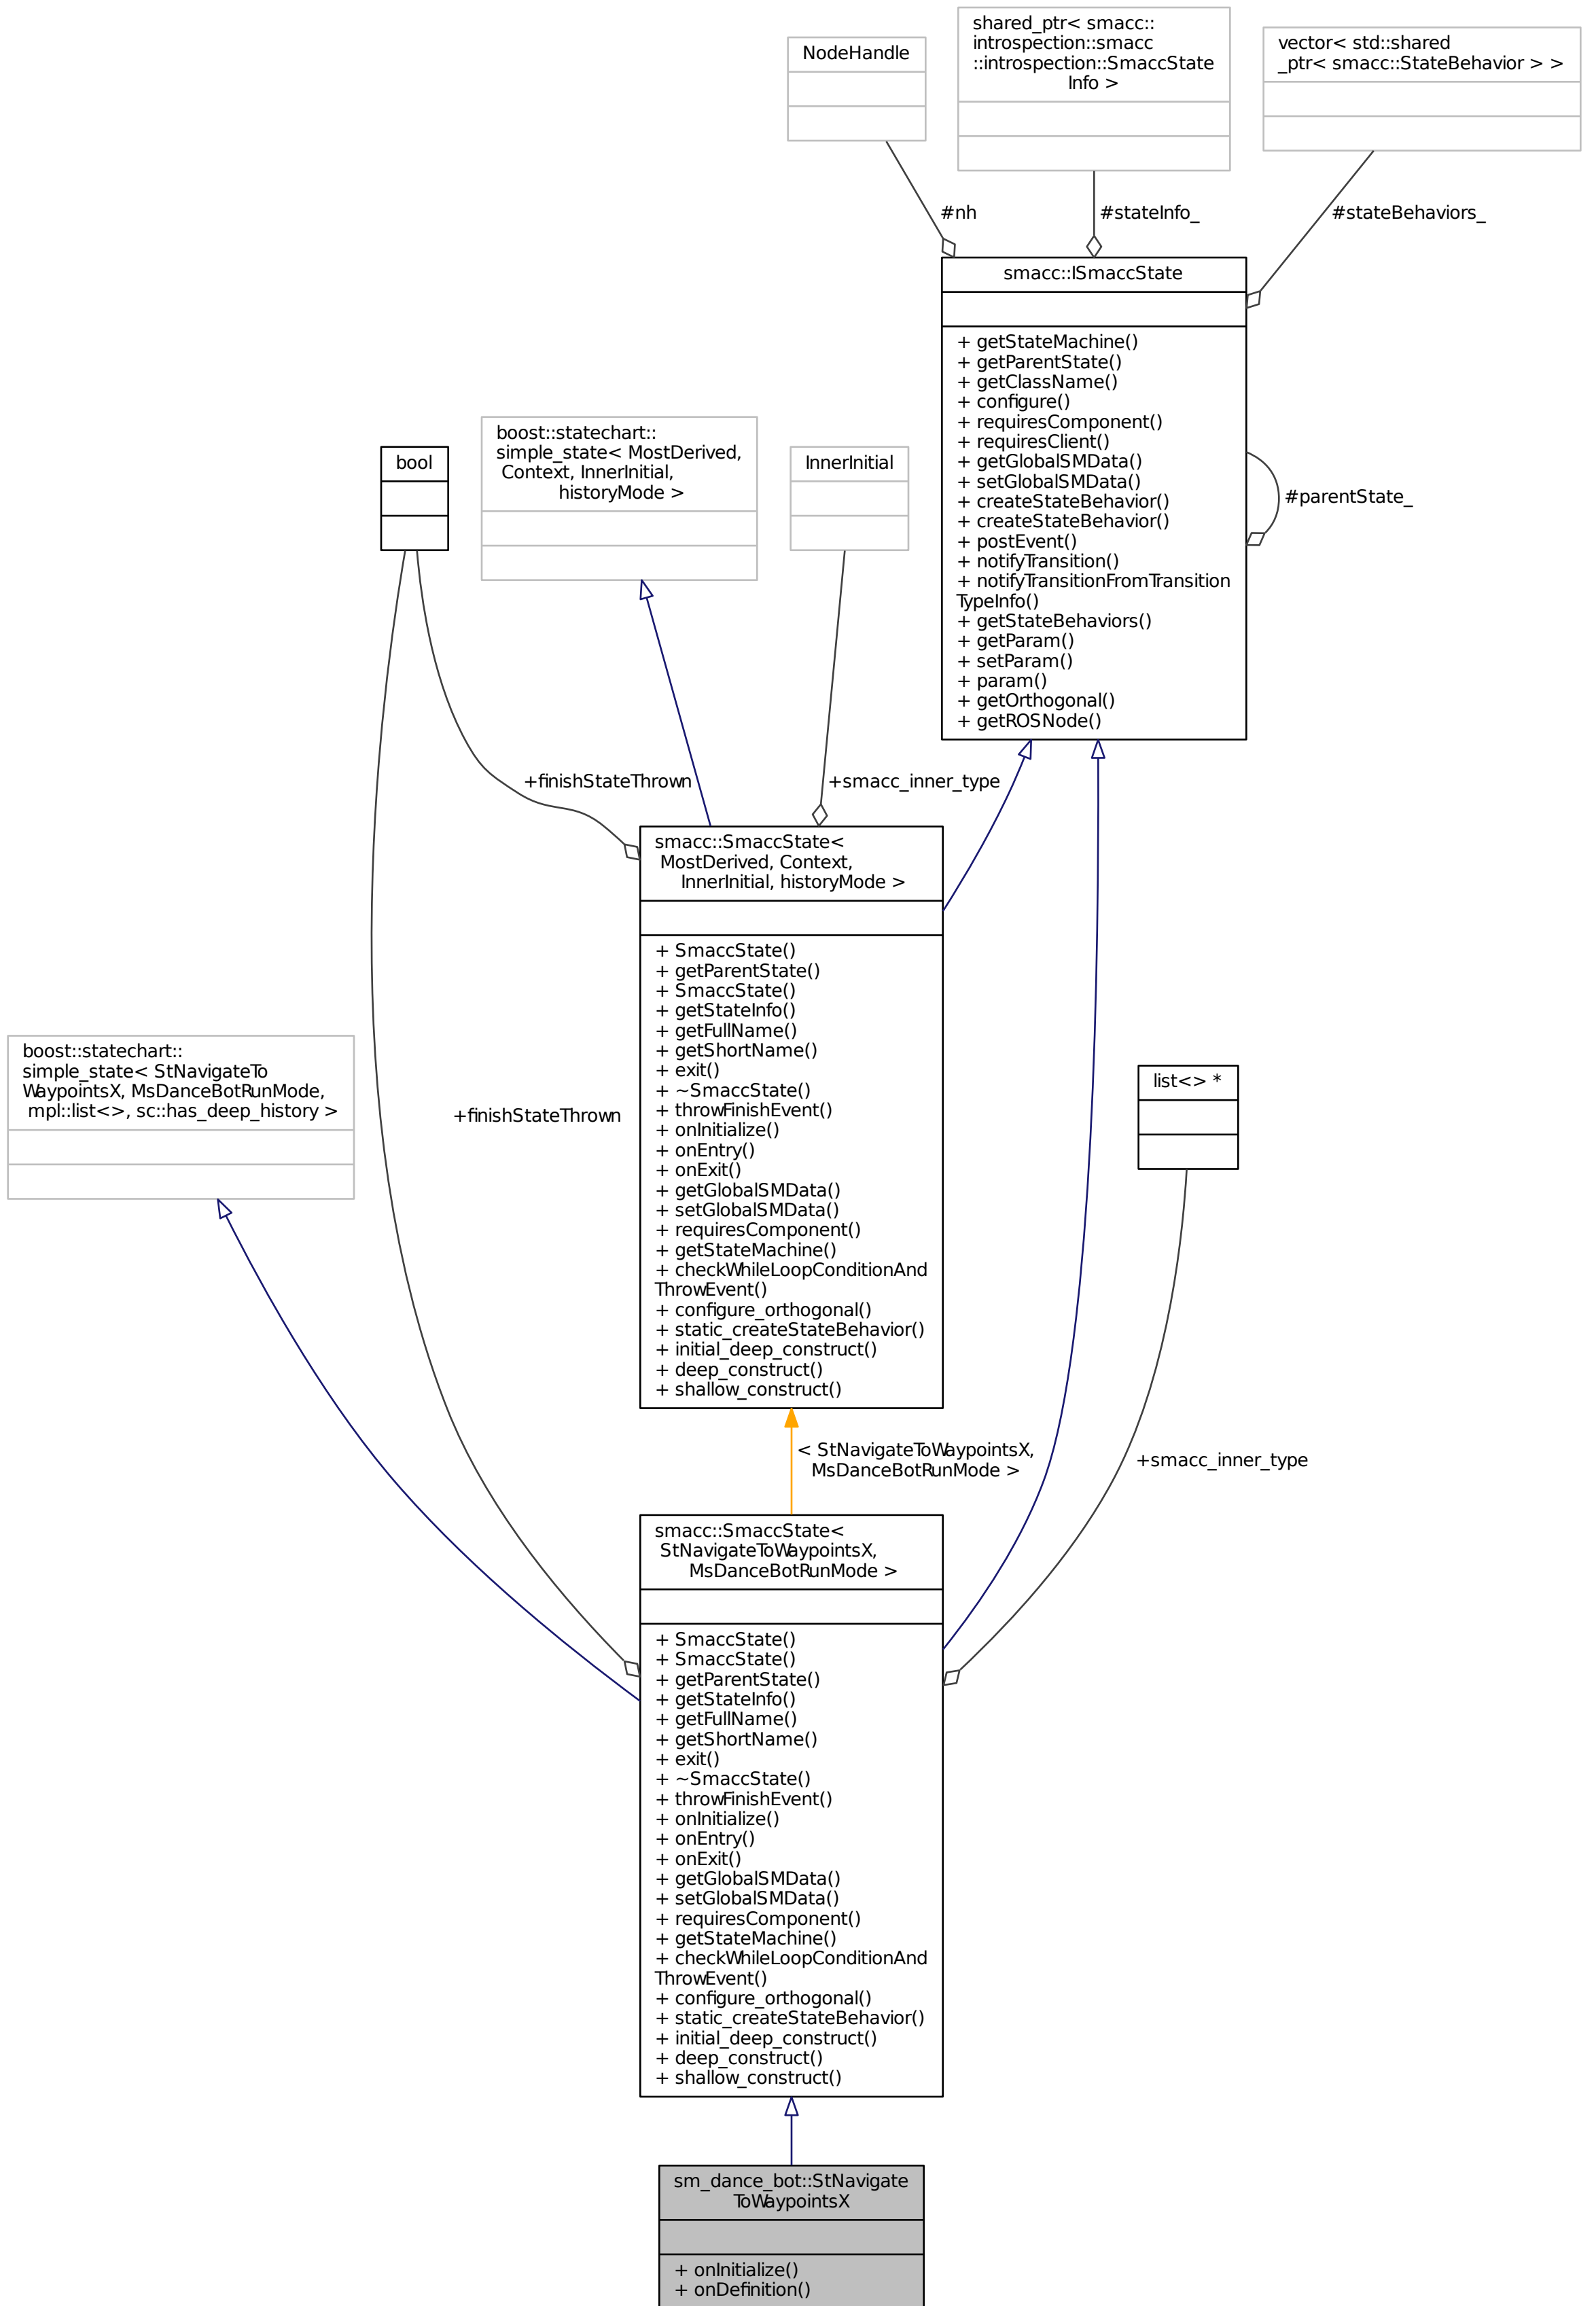 NodeHandle
shared_ptr< smacc::
introspection::smacc
::introspection::SmaccState
Info >
vector< std::shared
_ptr< smacc::StateBehavior > >
#nh
#stateInfo_
#stateBehaviors_
smacc::ISmaccState
+ getStateMachine()
+ getParentState()
+ getClassName()
+ configure()
+ requiresComponent()
+ requiresClient()
+ getGlobalSMData()
+ setGlobalSMData()
+ createStateBehavior()
+ createStateBehavior()
+ postEvent()
+ notifyTransition()
+ notifyTransitionFromTransition
TypeInfo()
+ getStateBehaviors()
+ getParam()
+ setParam()
+ param()
+ getOrthogonal()
+ getROSNode()
#parentState_
bool
boost::statechart::
simple_state< MostDerived,
Context, InnerInitial,
historyMode >
InnerInitial
+finishStateThrown
+smacc_inner_type
smacc::SmaccState<
MostDerived, Context,
InnerInitial, historyMode >
+ SmaccState()
+ getParentState()
+ SmaccState()
+ getStateInfo()
+ getFullName()
+ getShortName()
+ exit()
+ ~SmaccState()
+ throwFinishEvent()
+ onInitialize()
+ onEntry()
+ onExit()
+ getGlobalSMData()
+ setGlobalSMData()
+ requiresComponent()
+ getStateMachine()
+ checkWhileLoopConditionAnd
ThrowEvent()
+ configure_orthogonal()
+ static_createStateBehavior()
+ initial_deep_construct()
+ deep_construct()
+ shallow_construct()
boost::statechart::
simple_state< StNavigateTo
WaypointsX, MsDanceBotRunMode,
mpl::list<>, sc::has_deep_history >
+finishStateThrown
list<> *
< StNavigateToWaypointsX,
MsDanceBotRunMode >
+smacc_inner_type
smacc::SmaccState<
StNavigateToWaypointsX,
MsDanceBotRunMode >
+ SmaccState()
+ SmaccState()
+ getParentState()
+ getStateInfo()
+ getFullName()
+ getShortName()
+ exit()
+ ~SmaccState()
+ throwFinishEvent()
+ onInitialize()
+ onEntry()
+ onExit()
+ getGlobalSMData()
+ setGlobalSMData()
+ requiresComponent()
+ getStateMachine()
+ checkWhileLoopConditionAnd
ThrowEvent()
+ configure_orthogonal()
+ static_createStateBehavior()
+ initial_deep_construct()
+ deep_construct()
+ shallow_construct()
sm_dance_bot::StNavigate
ToWaypointsX
+ onInitialize()
+ onDefinition()